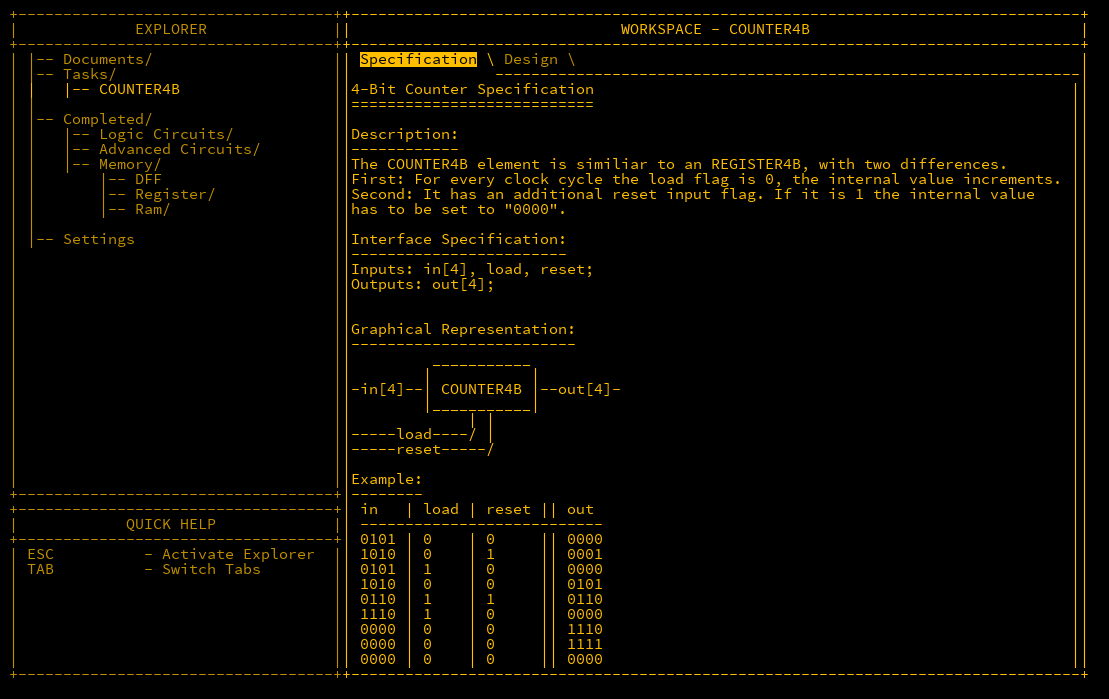 EXPLORER
|-- Documents/
|-- Tasks/
|-- COUNTER4B
|-- Completed/
|-- Logic Circuits/
|-- Advanced Circuits/
|-- Memory/
|-- DFF
|-- Register/
|-- Ram/
|-- Settings
QUICK HELP
ESC - Activate Explorer
TAB - Switch Tabs
WORKSPACE - COUNTER4B
Specification \ Design \
4-Bit Counter Specification
===========================
Description:
------------
The COUNTER4B element is similiar to an REGISTER4B, with two differences.
First: For every clock cycle the load flag is 0, the internal value increments.
Second: It has an additional reset input flag. If it is 1 the internal value
has to be set to "0000".
Interface Specification:
------------------------
Inputs: in[4], load, reset;
Outputs: out[4];
Graphical Representation:
-------------------------
-in[4]--| COUNTER4B |--out[4]-
-----load----/ |
-----reset-----/
Example:
--------
in | load | reset || out
---------------------------
0101 | 0 | 0 || 0000
1010 | 0 | 1 || 0001
0101 | 1 | 0 || 0000
1010 | 0 | 0 || 0101
0110 | 1 | 1 || 0110
1110 | 1 | 0 || 0000
0000 | 0 | 0 || 1110
0000 | 0 | 0 || 1111
0000 | 0 | 0 || 0000